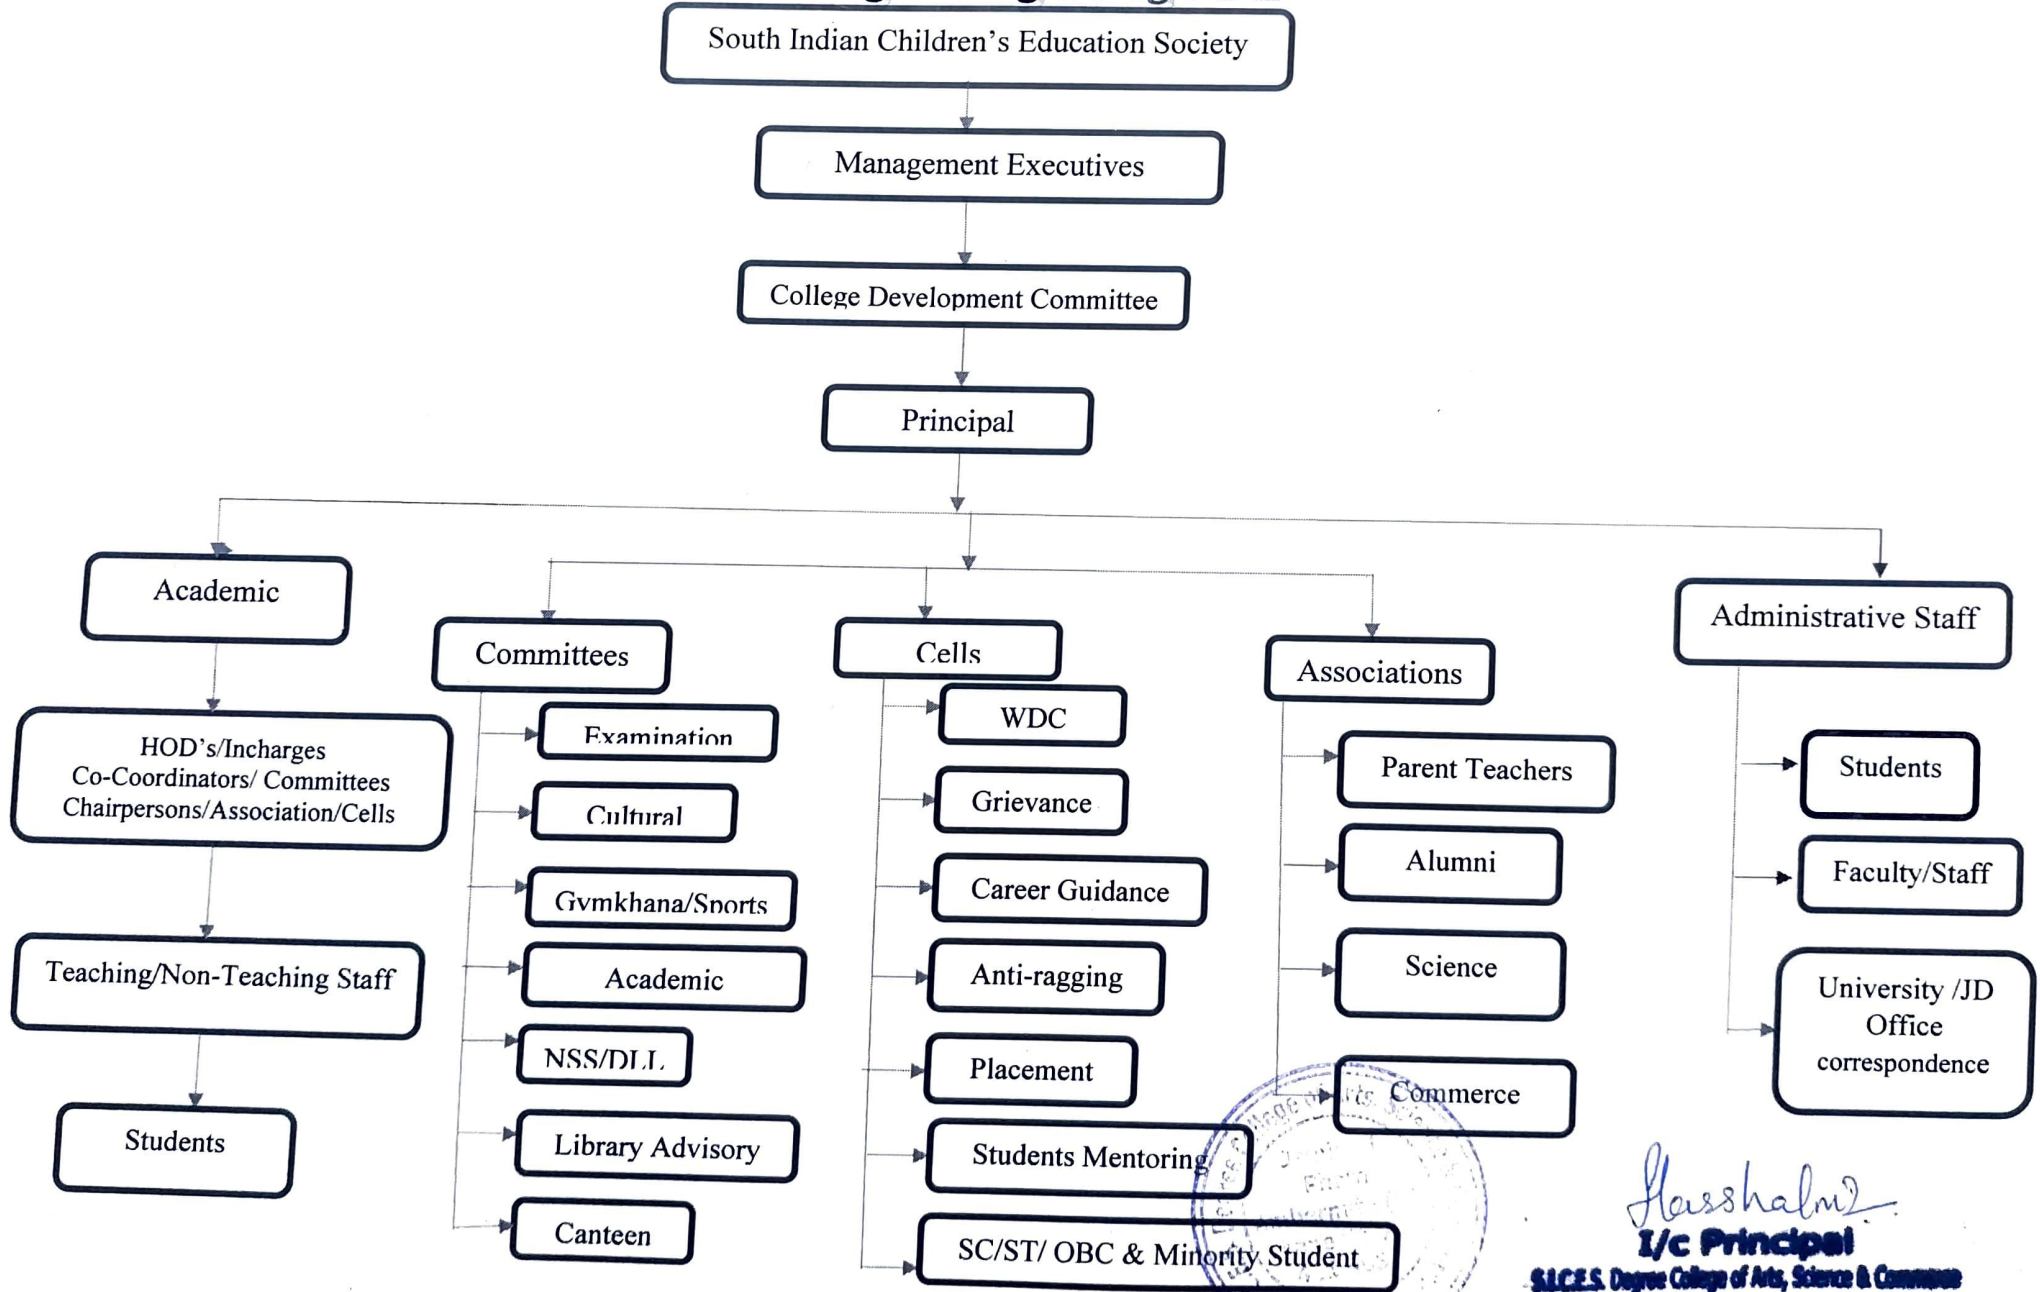 South Indian Children's Education Society
Management Executives
College Development Committee
Principal
Academic
HOD's/Incharges
Co-Coordinators/ Committees
Chairpersons/Association/Cells
Teaching/Non-Teaching Staff
Students
Committees
Examination
Cultural
Gymkhana/Sports
Academic
NSS/DLL
Library Advisory
Canteen
Cells
WDC
Grievance
Career Guidance
Anti-ragging
Placement
Students Mentoring
SC/ST/ OBC & Minority Student
Associations
Parent Teachers
Alumni
Science
Commerce
Administrative Staff
Students
Faculty/Staff
University /JD
Office
correspondence
I/c Principal
S.I.C.E.S. Degree College of Arts, Science & Commerce